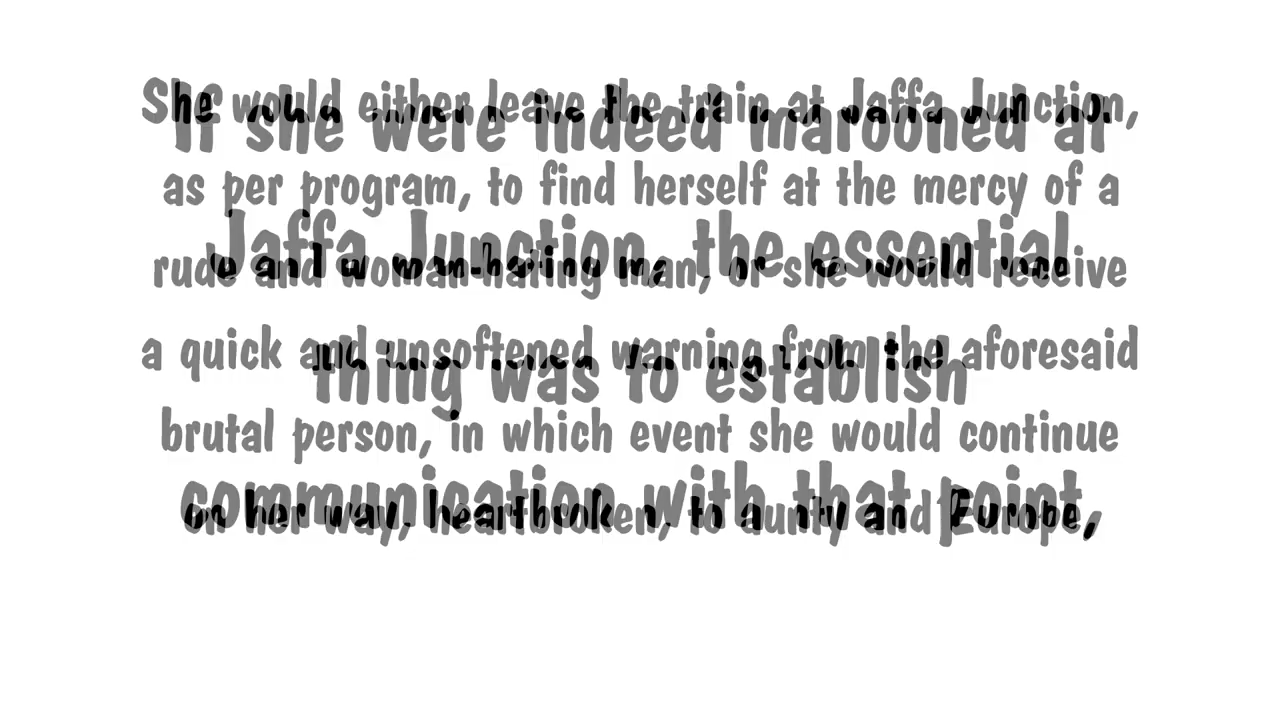 She would either leave the train at Jaffa Junction,
as per program, to find herself at the mercy of a
rude and woman-hating man, or she would receive
a quick and unsoftened warning from the aforesaid
brutal person, in which event she would continue
on her way, heartbroken, to aunty and Europe,
If she were indeed marooned at
Jaffa Junction, the essential
thing was to establish
communication with that point,